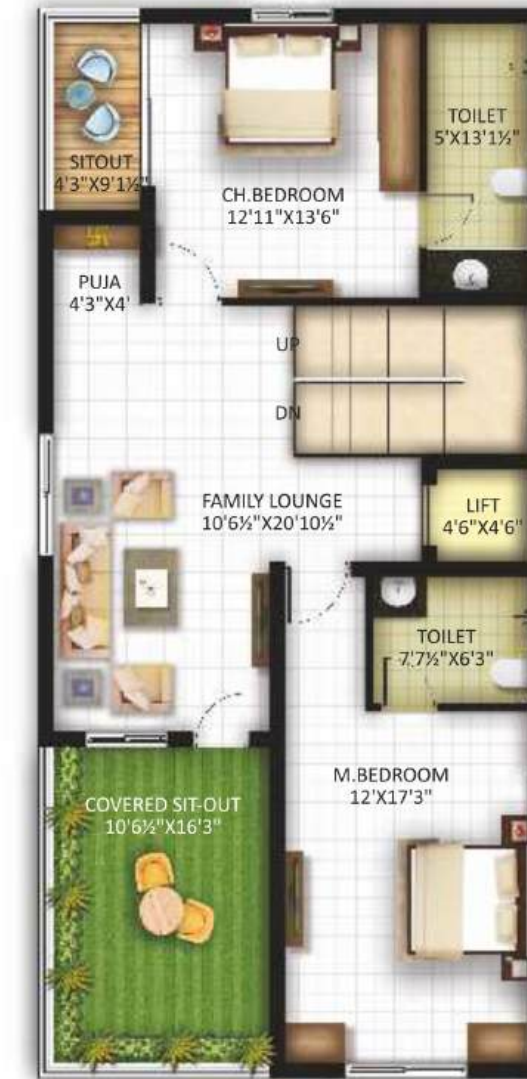 SITOUT
4'3"X9'1½"
CH.BEDROOM
12'11"X13'6"
TOILET
5'X13'1½"
PUJA
4'3"X4'
UP
DN
FAMILY LOUNGE
10'6½"X20'10½"
LIFT
4'6"X4'6"
TOILET
7'7½"X6'3"
M.BEDROOM
12'X17'3"
COVERED SIT-OUT
10'6½"X16'3"